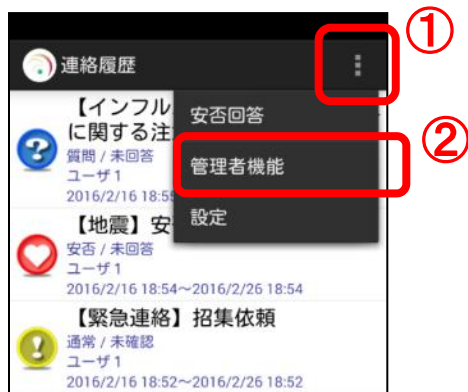 ①
連絡履歴
【インフル
安否回答
に関する注
②
質問 / 未回答
管理者機能
ユーザ1
2016/2/16 18:5
設定
【地震】安
安否 / 未回答
ユーザ1
2016/2/16 18:54～2016/2/26 18:54
【緊急連絡】招集依頼
通常 / 未確認
ユーザ1
2016/2/16 18:52～2016/2/26 18:52